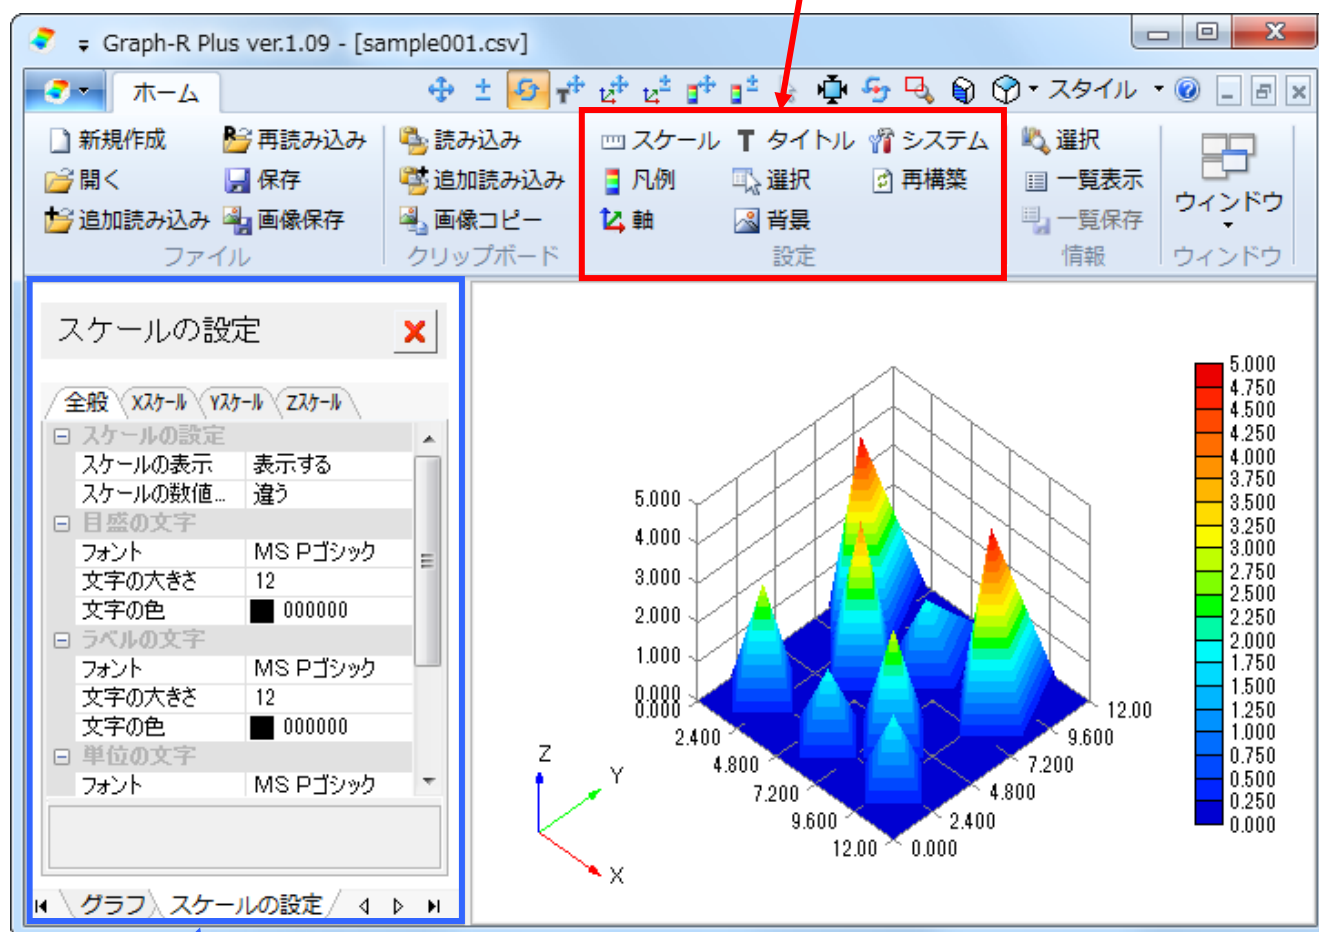 Graph-R Plus ver.1.09 - [sample001.csv]
ホーム
スタイル
新規作成 再読み込み 読み込み スケール タイトル システム 選択
開く 保存 追加読み込み 凡例 選択 再構築 一覧表示
追加読み込み 画像保存 画像コピー 軸 背景 一覧保存
ウィンドウ
ファイル クリップボード 設定 情報 ウィンドウ
スケールの設定
全般 Xスケール Yスケール Zスケール
スケールの設定
スケールの表示 表示する
スケールの数値... 違う
目盛の文字
フォント MS Pゴシック
文字の大きさ 12
文字の色 000000
ラベルの文字
フォント MS Pゴシック
文字の大きさ 12
文字の色 000000
単位の文字
フォント MS Pゴシック
グラフ スケールの設定
5.000
4.000
3.000
2.000
1.000
0.000
0.000
2.400
4.800
7.200
9.600
12.00
0.000
2.400
4.800
7.200
9.600
12.00
Z
Y
X
5.000
4.750
4.500
4.250
4.000
3.750
3.500
3.250
3.000
2.750
2.500
2.250
2.000
1.750
1.500
1.250
1.000
0.750
0.500
0.250
0.000